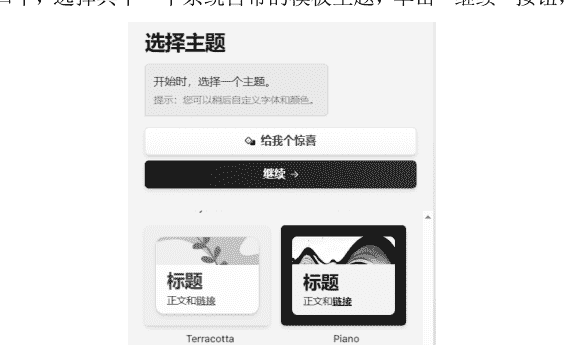 选择其中一个系统自带的模板主题，单击“继续”按钮，
选择主题
开始时，选择一个主题。
提示：您可以稍后自定义字体和颜色。
给我个惊喜
继续 →
标题
正文和链接
标题
正文和链接
Terracotta
Piano